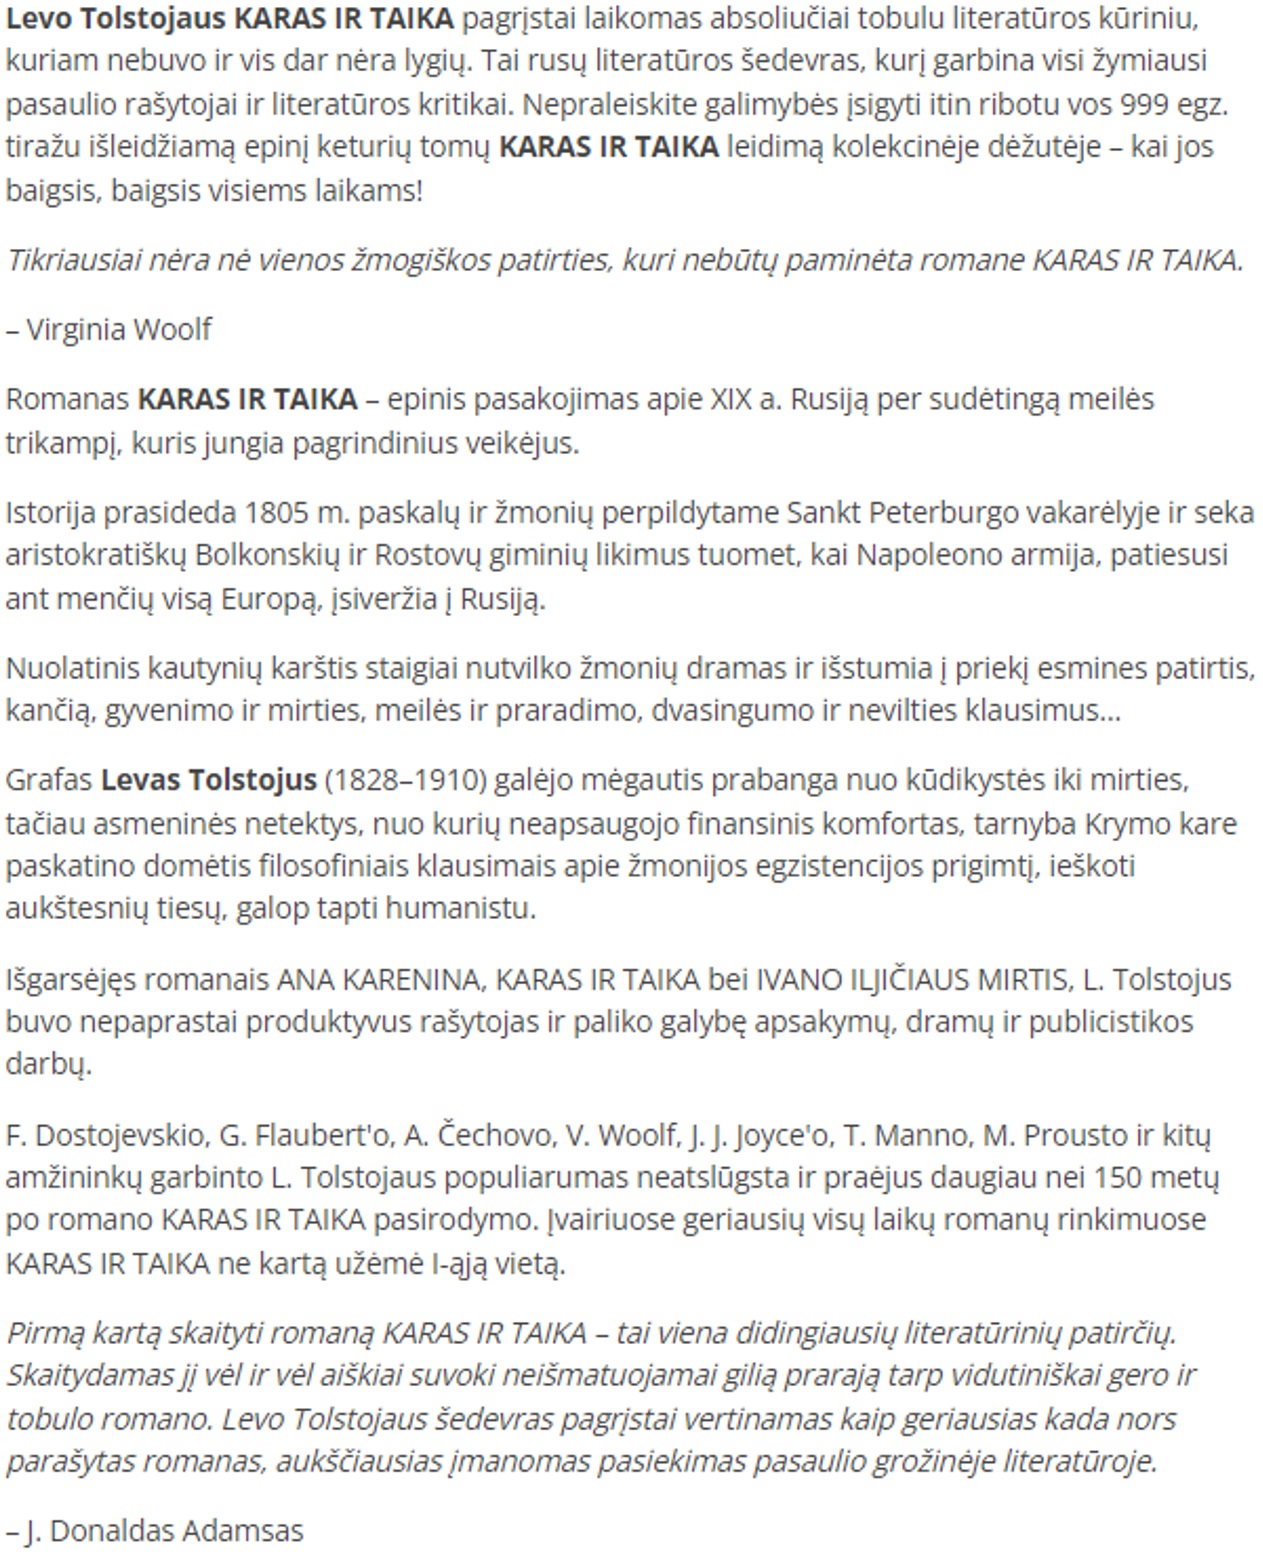 Levo Tolstojaus KARAS IR TAIKA pagrįstai laikomas absoliučiai tobulu literatūros kūriniu,
kuriam nebuvo ir vis dar nėra lygių. Tai rusų literatūros šedevras, kurį garbina visi žymiausi
pasaulio rašytojai ir literatūros kritikai. Nepraleiskite galimybės įsigyti itin ribotu vos 999 egz.
tiražu išleidžiamą epinį keturių tomų KARAS IR TAIKA leidimą kolekcinėje dėžutėje – kai jos
baigsis, baigsis visiems laikams!
Tikriausiai nėra nė vienos žmogiškos patirties, kuri nebūtų paminėta romane KARAS IR TAIKA.
– Virginia Woolf
Romanas KARAS IR TAIKA – epinis pasakojimas apie XIX a. Rusiją per sudėtingą meilės
trikampį, kuris jungia pagrindinius veikėjus.
Istorija prasideda 1805 m. paskalų ir žmonių perpildytame Sankt Peterburgo vakarėlyje ir seka
aristokratiškų Bolkonskių ir Rostovų giminių likimus tuomet, kai Napoleono armija, patiesusi
ant menčių visą Europą, įsiveržia į Rusiją.
Nuolatinis kautynių karštis staigiai nutvilko žmonių dramas ir išstumia į priekį esmines patirtis,
kančią, gyvenimo ir mirties, meilės ir praradimo, dvasingumo ir nevilties klausimus...
Grafas Levas Tolstojus (1828–1910) galėjo mėgautis prabanga nuo kūdikystės iki mirties,
tačiau asmeninės netektys, nuo kurių neapsaugojo finansinis komfortas, tarnyba Krymo kare
paskatino domėtis filosofiniais klausimais apie žmonijos egzistencijos prigimtį, ieškoti
aukštesnių tiesų, galop tapti humanistu.
Išgarsėjęs romanais ANA KARENINA, KARAS IR TAIKA bei IVANO ILJIČIAUS MIRTIS, L. Tolstojus
buvo nepaprastai produktyvus rašytojas ir paliko galybę apsakymų, dramų ir publicistikos
darbų.
F. Dostojevskio, G. Flaubert'o, A. Čechovo, V. Woolf, J. J. Joyce'o, T. Manno, M. Prousto ir kitų
amžininkų garbinto L. Tolstojaus populiarumas neatslūgsta ir praėjus daugiau nei 150 metų
po romano KARAS IR TAIKA pasirodymo. Įvairiuose geriausių visų laikų romanų rinkimuose
KARAS IR TAIKA ne kartą užėmė I-ąją vietą.
Pirmą kartą skaityti romaną KARAS IR TAIKA – tai viena didingiausių literatūrinių patirčių.
Skaitydamas jį vėl ir vėl aiškiai suvoki neišmatuojamai gilią prarają tarp vidutiniškai gero ir
tobulo romano. Levo Tolstojaus šedevras pagrįstai vertinamas kaip geriausias kada nors
parašytas romanas, aukščiausias įmanomas pasiekimas pasaulio grožinėje literatūroje.
– J. Donaldas Adamsas